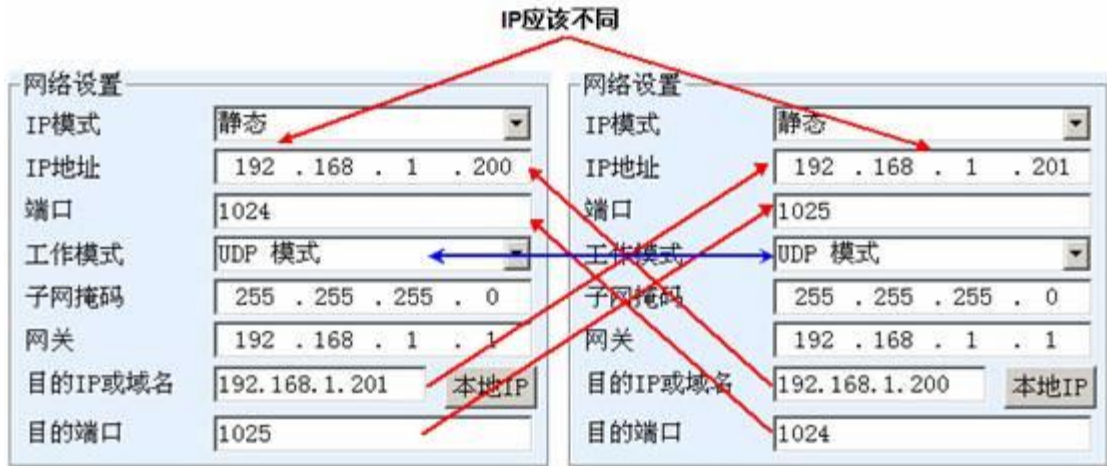 IP应该不同
网络设置
IP模式 静态
IP地址 192 . 168 . 1 . 200
端口 1024
工作模式 UDP 模式
子网掩码 255 . 255 . 255 . 0
网关 192 . 168 . 1 . 1
目的IP或域名 192.168.1.201 本地IP
目的端口 1025
网络设置
IP模式 静态
IP地址 192 . 168 . 1 . 201
端口 1025
工作模式 UDP 模式
子网掩码 255 . 255 . 255 . 0
网关 192 . 168 . 1 . 1
目的IP或域名 192.168.1.200 本地IP
目的端口 1024